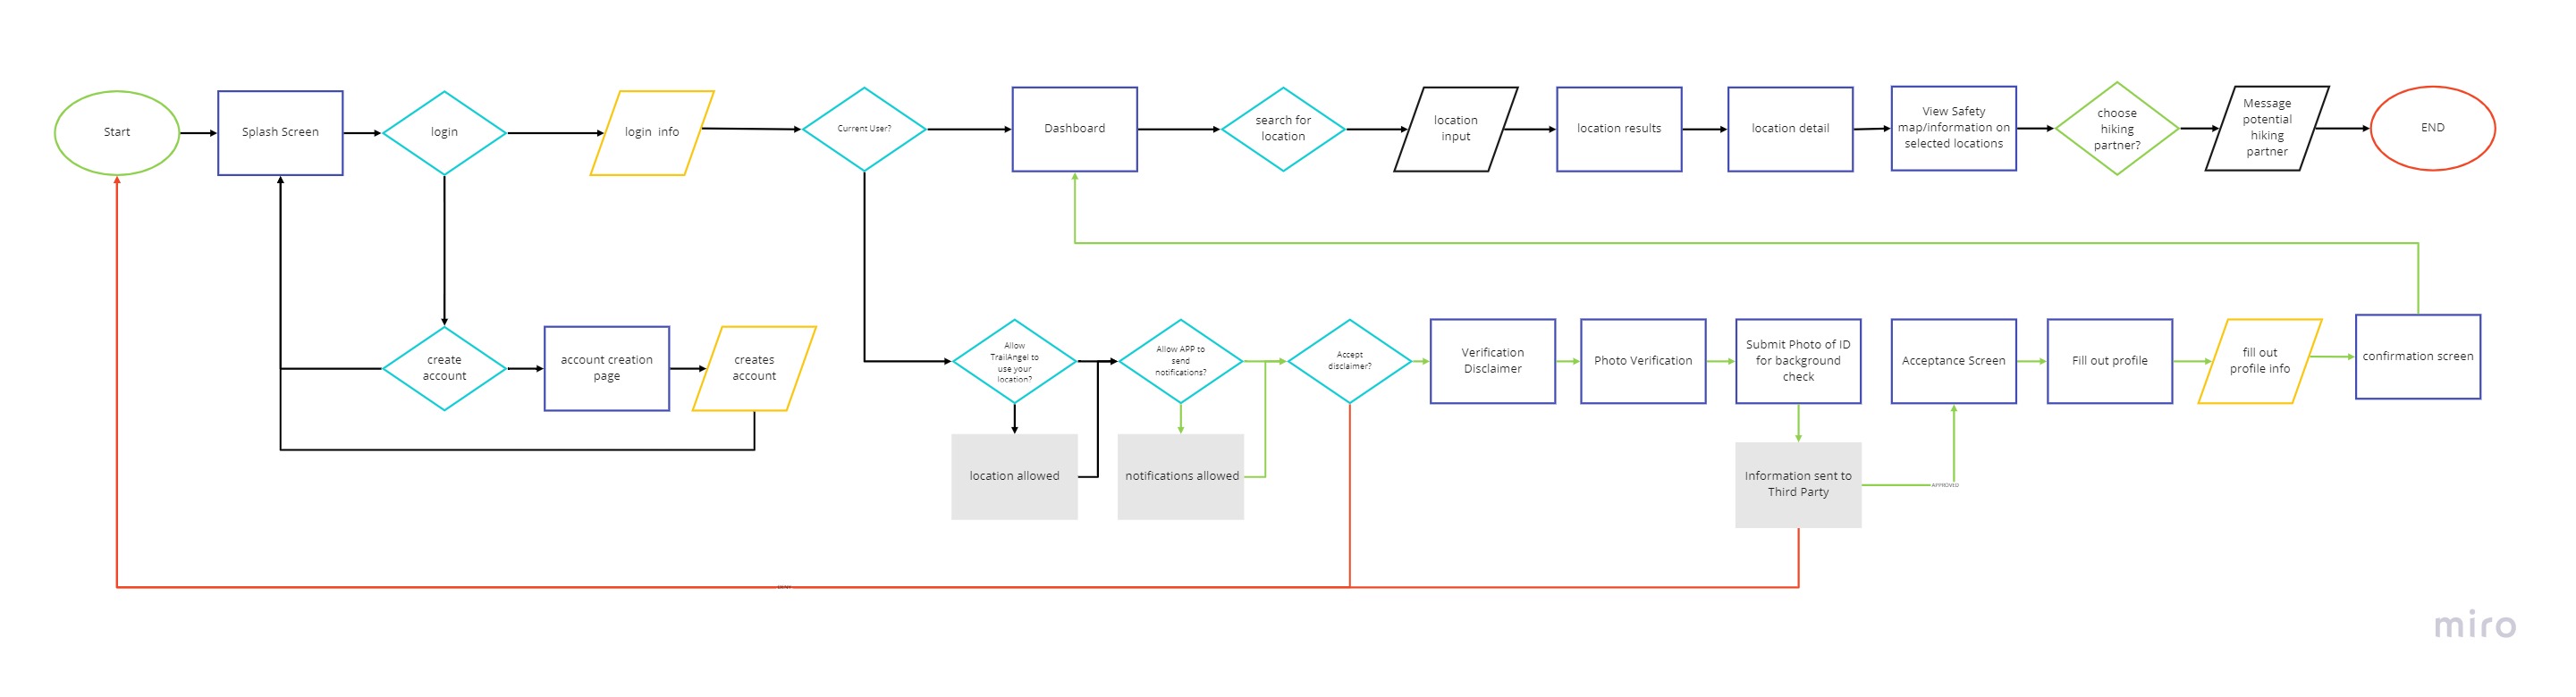 Start
Splash Screen
login
login info
Current User?
Dashboard
search for
location
location
input
location results
location detail
View Safety
map/information on
selected locations
choose
hiking
partner?
Message
potential
hiking
partner
END
create
account
account creation
page
creates
account
Allow
TrailAngel to
use your
location?
Allow APP to
send
notifications?
Accept
disclaimer?
Verification
Disclaimer
Photo Verification
Submit Photo of ID
for background
check
Acceptance Screen
Fill out profile
fill out
profile info
confirmation screen
location allowed
notifications allowed
Information sent to
Third Party
APPROVED
DENY
miro